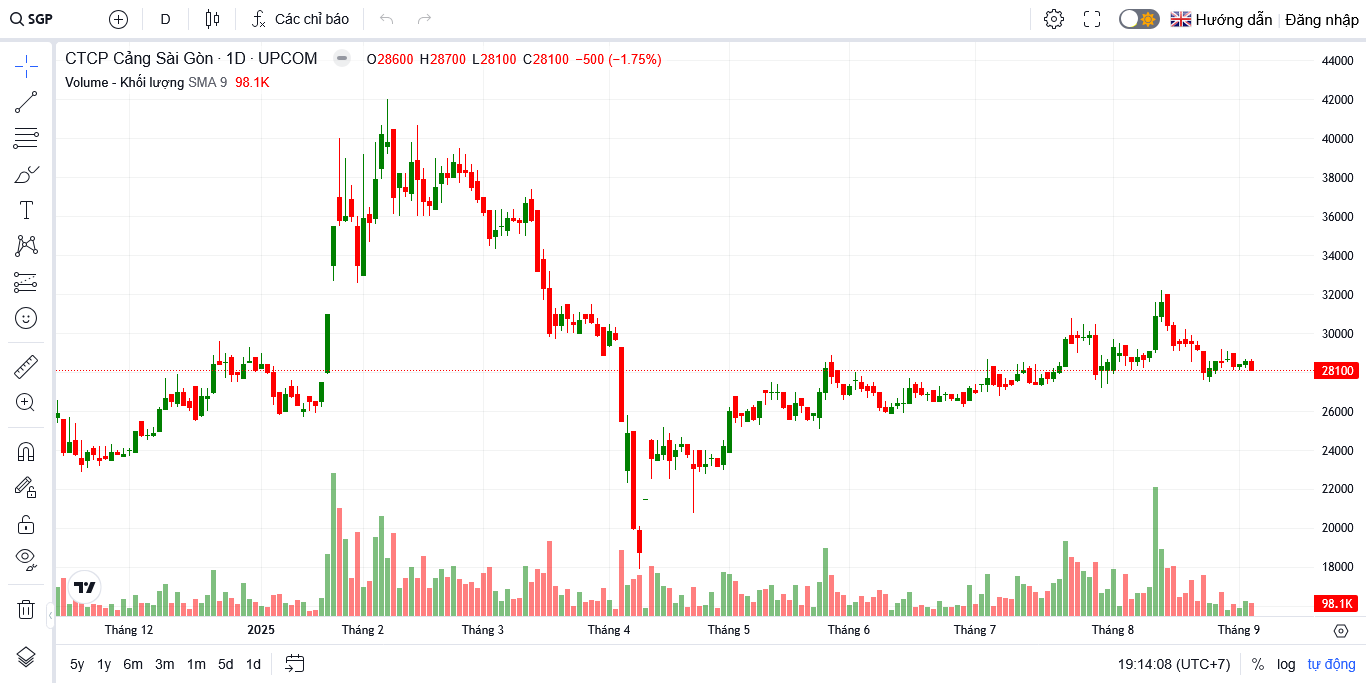 SGP D Các chỉ báo Hướng dẫn Đăng nhập
CTCP Cảng Sài Gòn · 1D · UPCOM O28600 H28700 L28100 C28100 −500 (−1.75%)
Volume - Khối lượng SMA 9 98.1K
44000
42000
40000
38000
36000
34000
32000
30000
28100
26000
24000
22000
20000
18000
98.1K
Tháng 12 2025 Tháng 2 Tháng 3 Tháng 4 Tháng 5 Tháng 6 Tháng 7 Tháng 8 Tháng 9
5y 1y 6m 3m 1m 5d 1d 19:14:08 (UTC+7) % log tự động